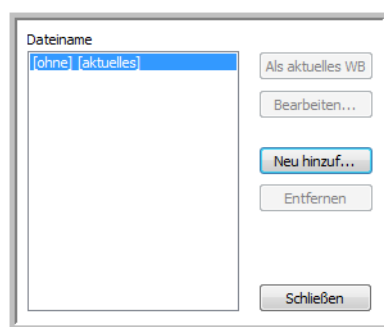 Dateiname
[ohne] [aktuelles]
Als aktuelles WB
Bearbeiten...
Neu hinzuf...
Entfernen
Schließen